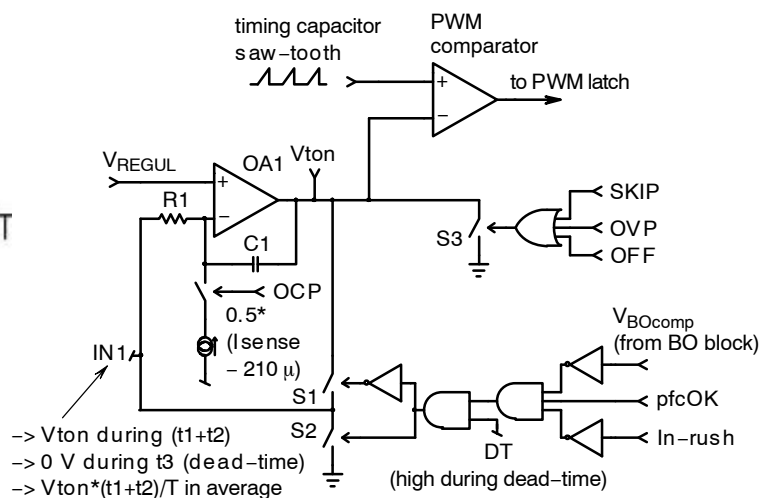 timing capacitor
saw-tooth
PWM
comparator
to PWM latch
+
−
VREGUL
OA1
Vton
+
−
R1
C1
T
S3
SKIP
OVP
OFF
OCP
0.5*
(Isense
− 210 μ)
IN1
S1
S2
VBOcomp
(from BO block)
pfcOK
In-rush
DT
(high during dead-time)
-> Vton during (t1+t2)
-> 0 V during t3 (dead-time)
-> Vton*(t1+t2)/T in average